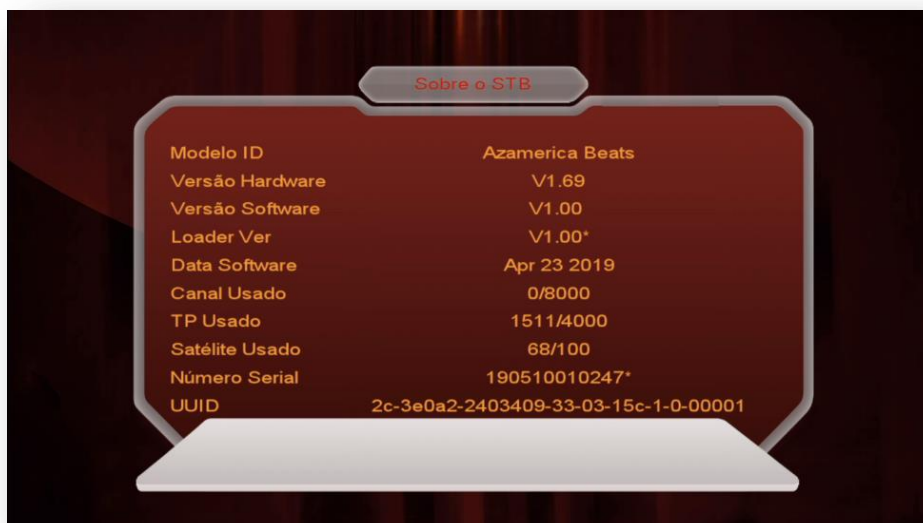 Sobre o STB
Modelo ID Azamerica Beats
Versão Hardware V1.69
Versão Software V1.00
Loader Ver V1.00*
Data Software Apr 23 2019
Canal Usado 0/8000
TP Usado 1511/4000
Satélite Usado 68/100
Número Serial 190510010247*
UUID 2c-3e0a2-2403409-33-03-15c-1-0-00001